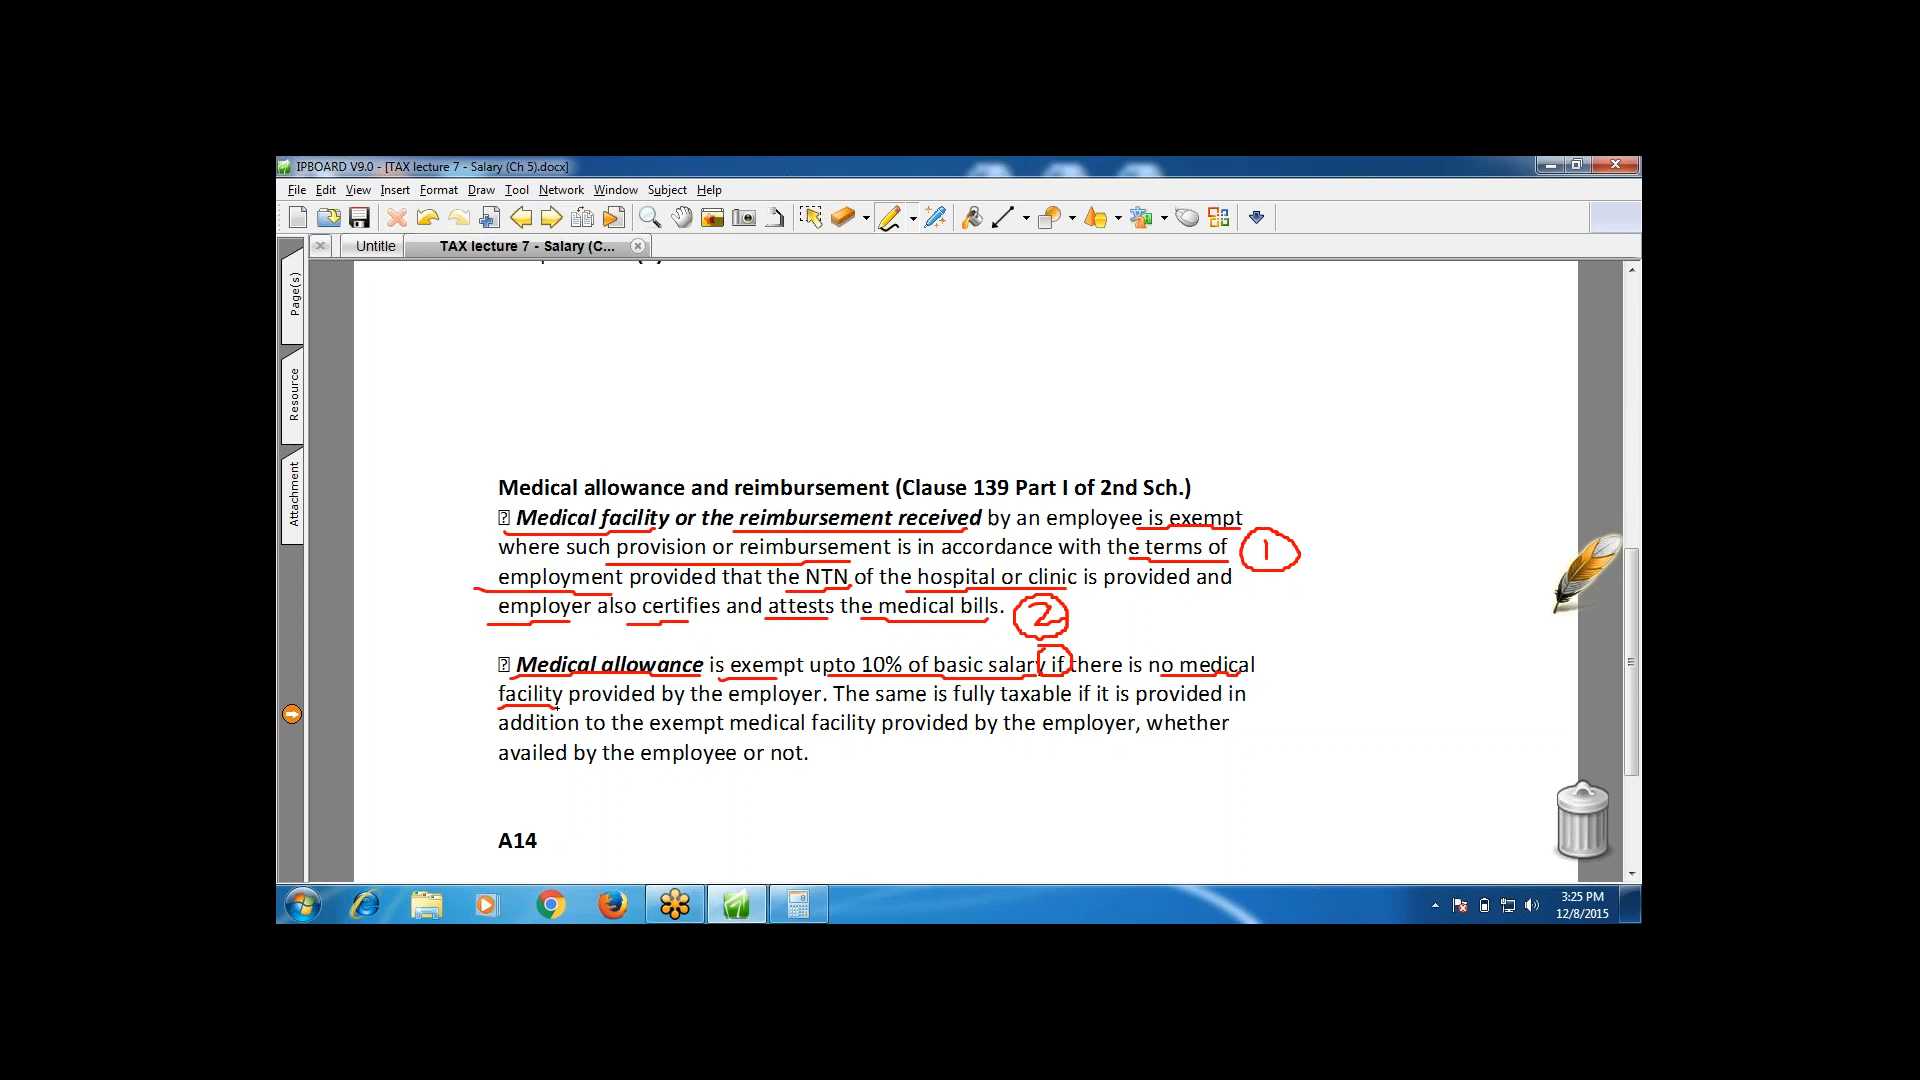 IPBOARD V9.0 - [TAX lecture 7 - Salary (Ch 5).docx]
File Edit View Insert Format Draw Tool Network Window Subject Help
Untitle TAX lecture 7 - Salary (C...
Page(s)
Resource
Attachment
Medical allowance and reimbursement (Clause 139 Part I of 2nd Sch.)
Medical facility or the reimbursement received by an employee is exempt
where such provision or reimbursement is in accordance with the terms of 1
employment provided that the NTN of the hospital or clinic is provided and
employer also certifies and attests the medical bills. 2
Medical allowance is exempt upto 10% of basic salary if there is no medical
facility provided by the employer. The same is fully taxable if it is provided in
addition to the exempt medical facility provided by the employer, whether
availed by the employee or not.
A14
3:25 PM
12/8/2015